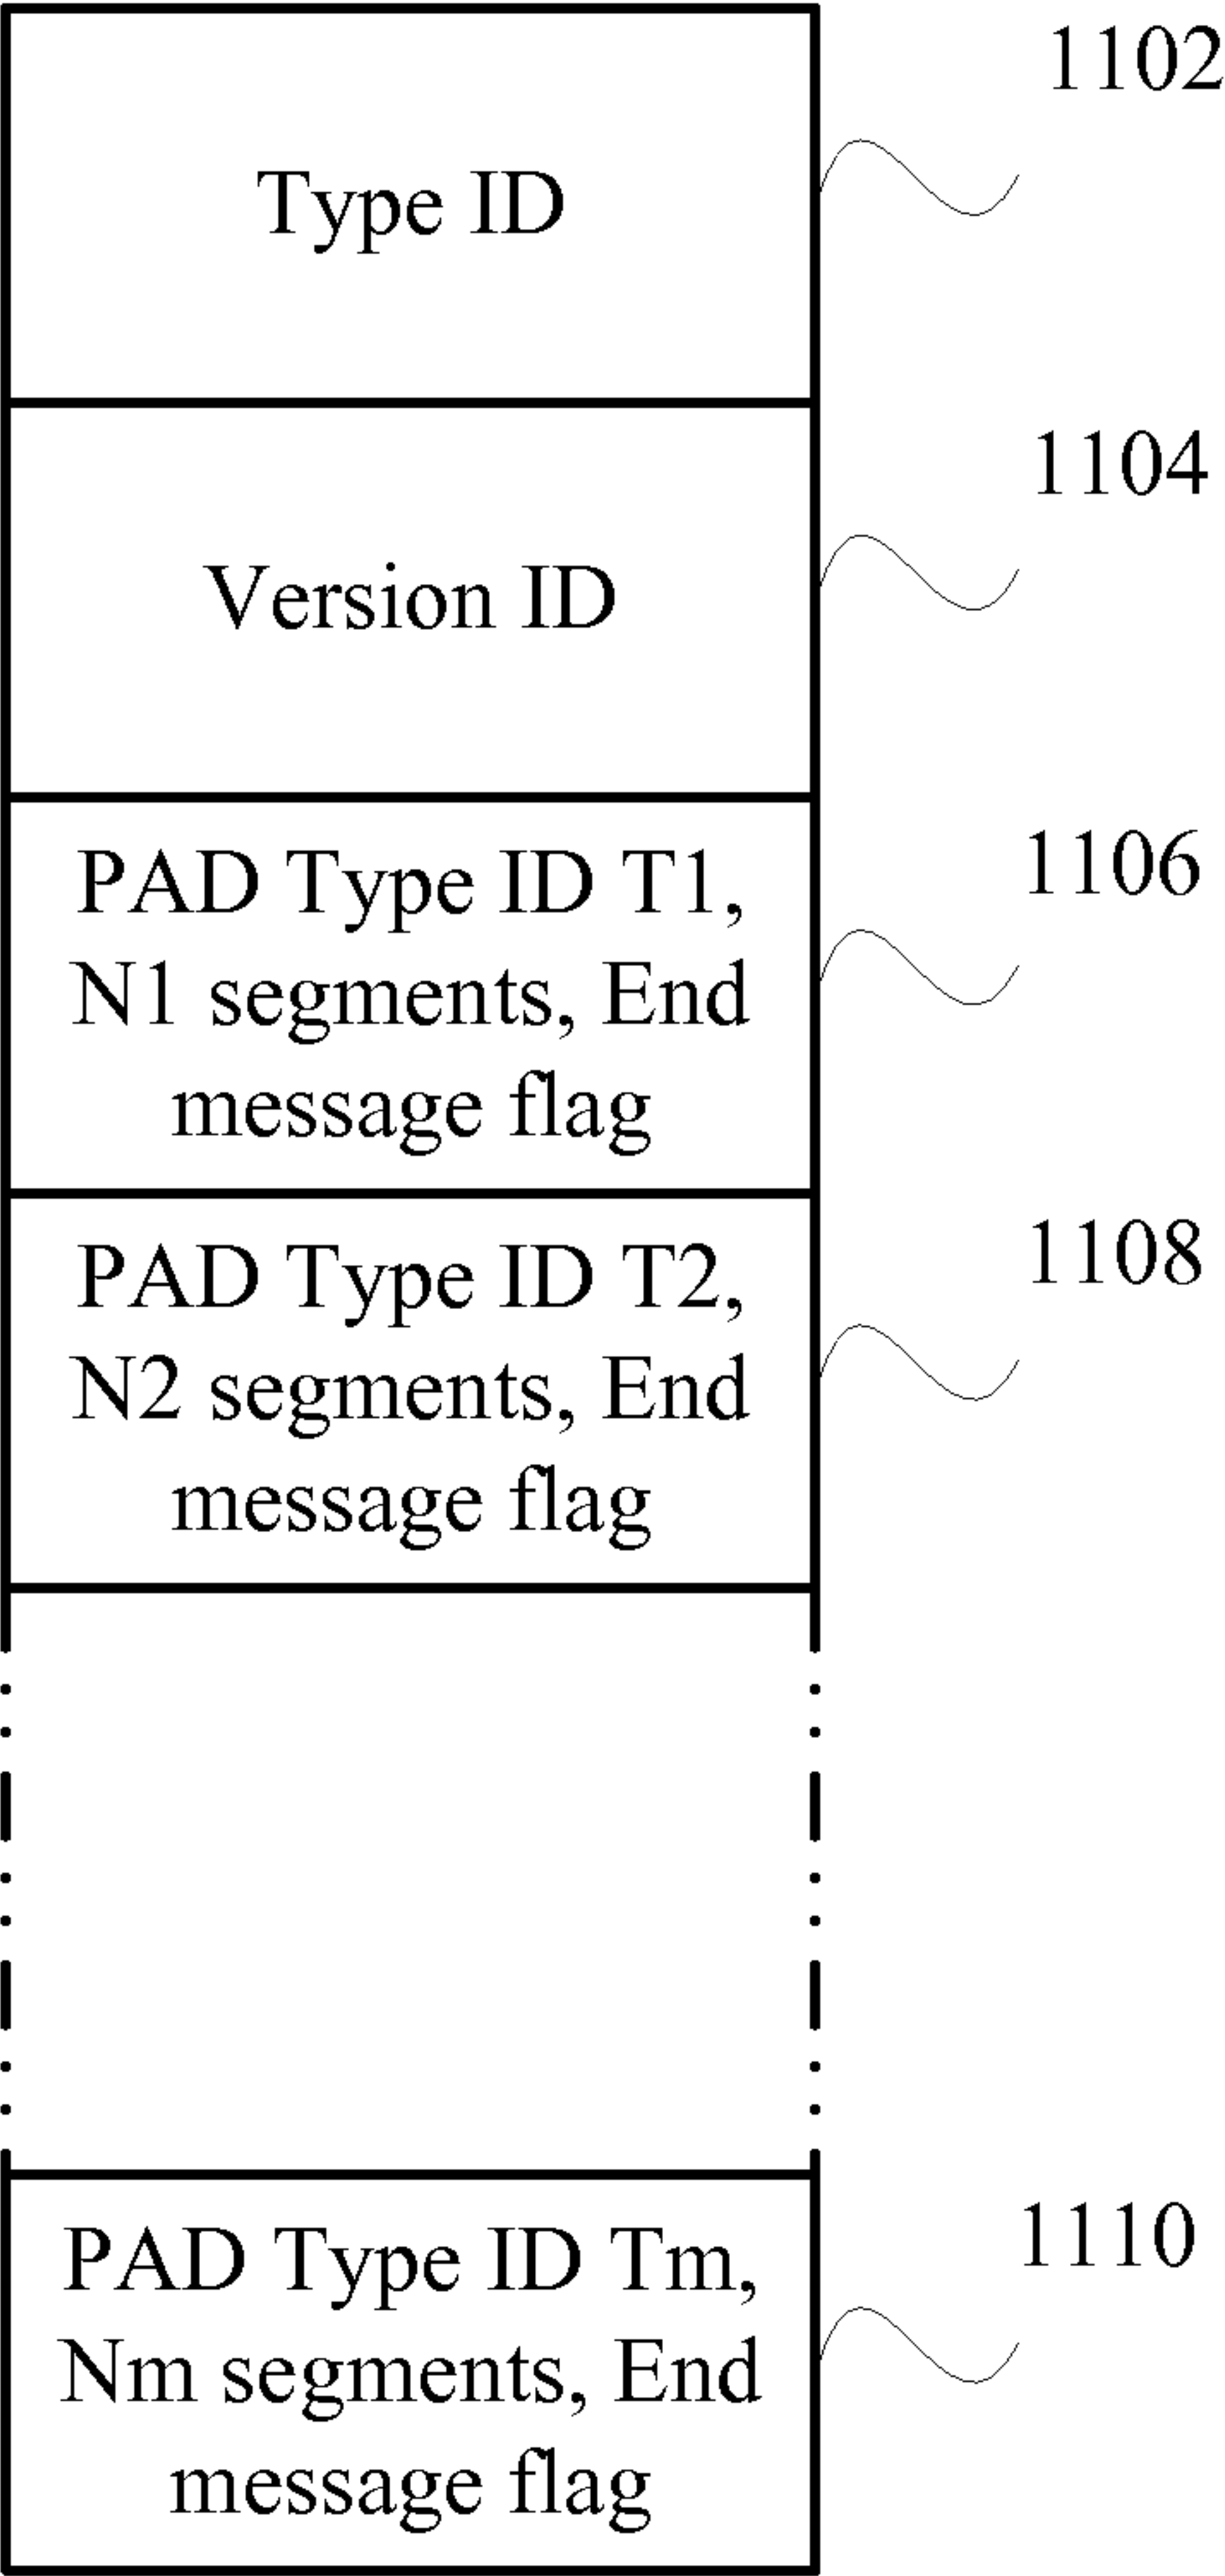 1102
Type ID
1104
Version ID
1106
PAD Type ID T1,
N1 segments, End
message flag
1108
PAD Type ID T2,
N2 segments, End
message flag
1110
PAD Type ID Tm,
Nm segments, End
message flag